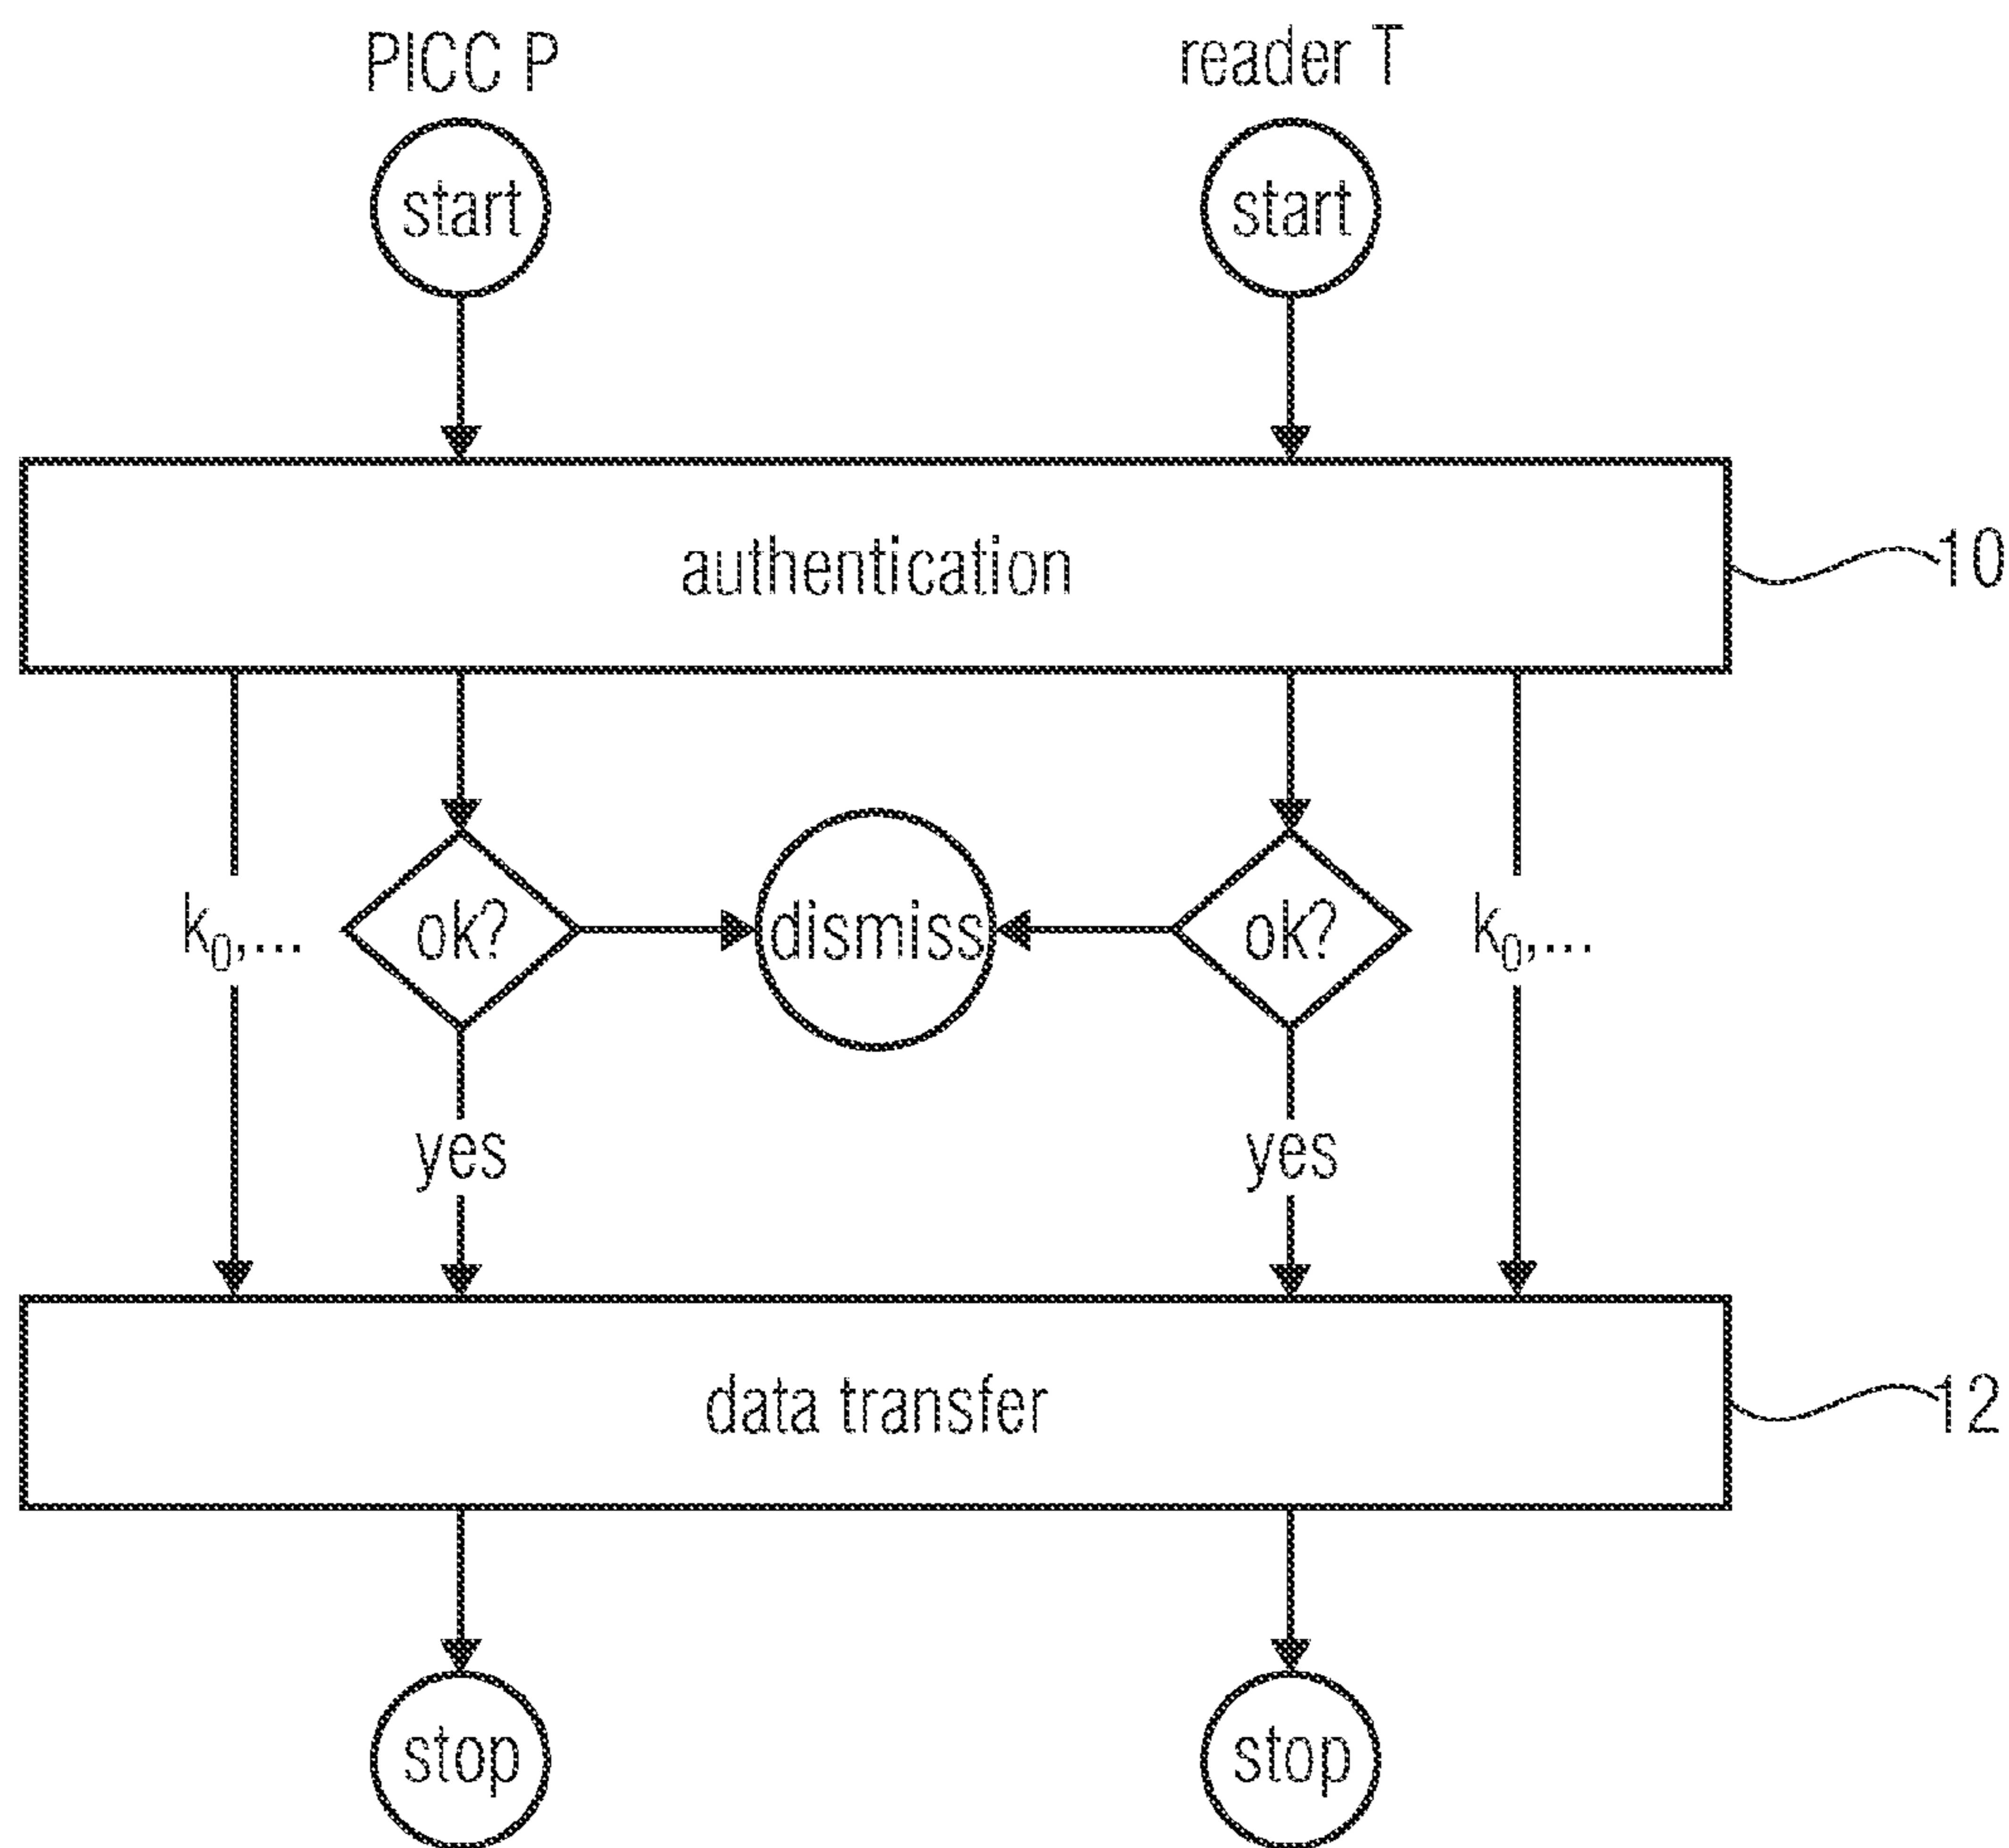 PICC P
reader T
start
start
authentication
10
k0,...
ok?
dismiss
ok?
k0,...
yes
yes
data transfer
12
stop
stop